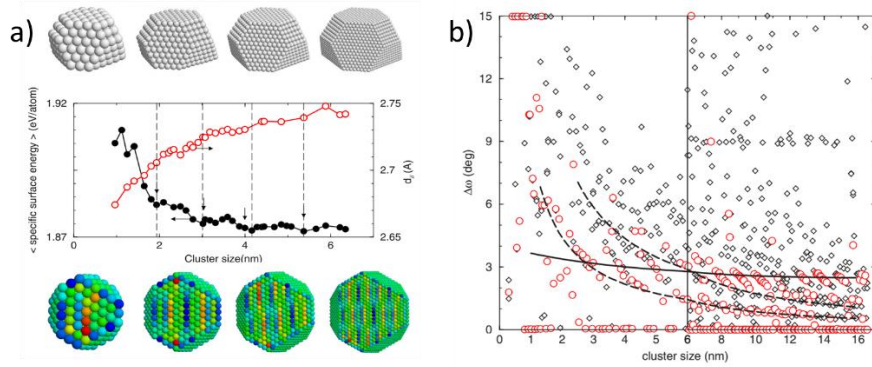 a)
1.92
1.87
< specific surface energy > (eV/atom)
2.75
2.7
2.65
d₀(A)
0
2
4
6
Cluster size(nm)
b)
15
12
9
6
3
0
Δω (deg)
0 1 2 3 4 5 6 7 8 9 10 11 12 13 14 16
cluster size (nm)